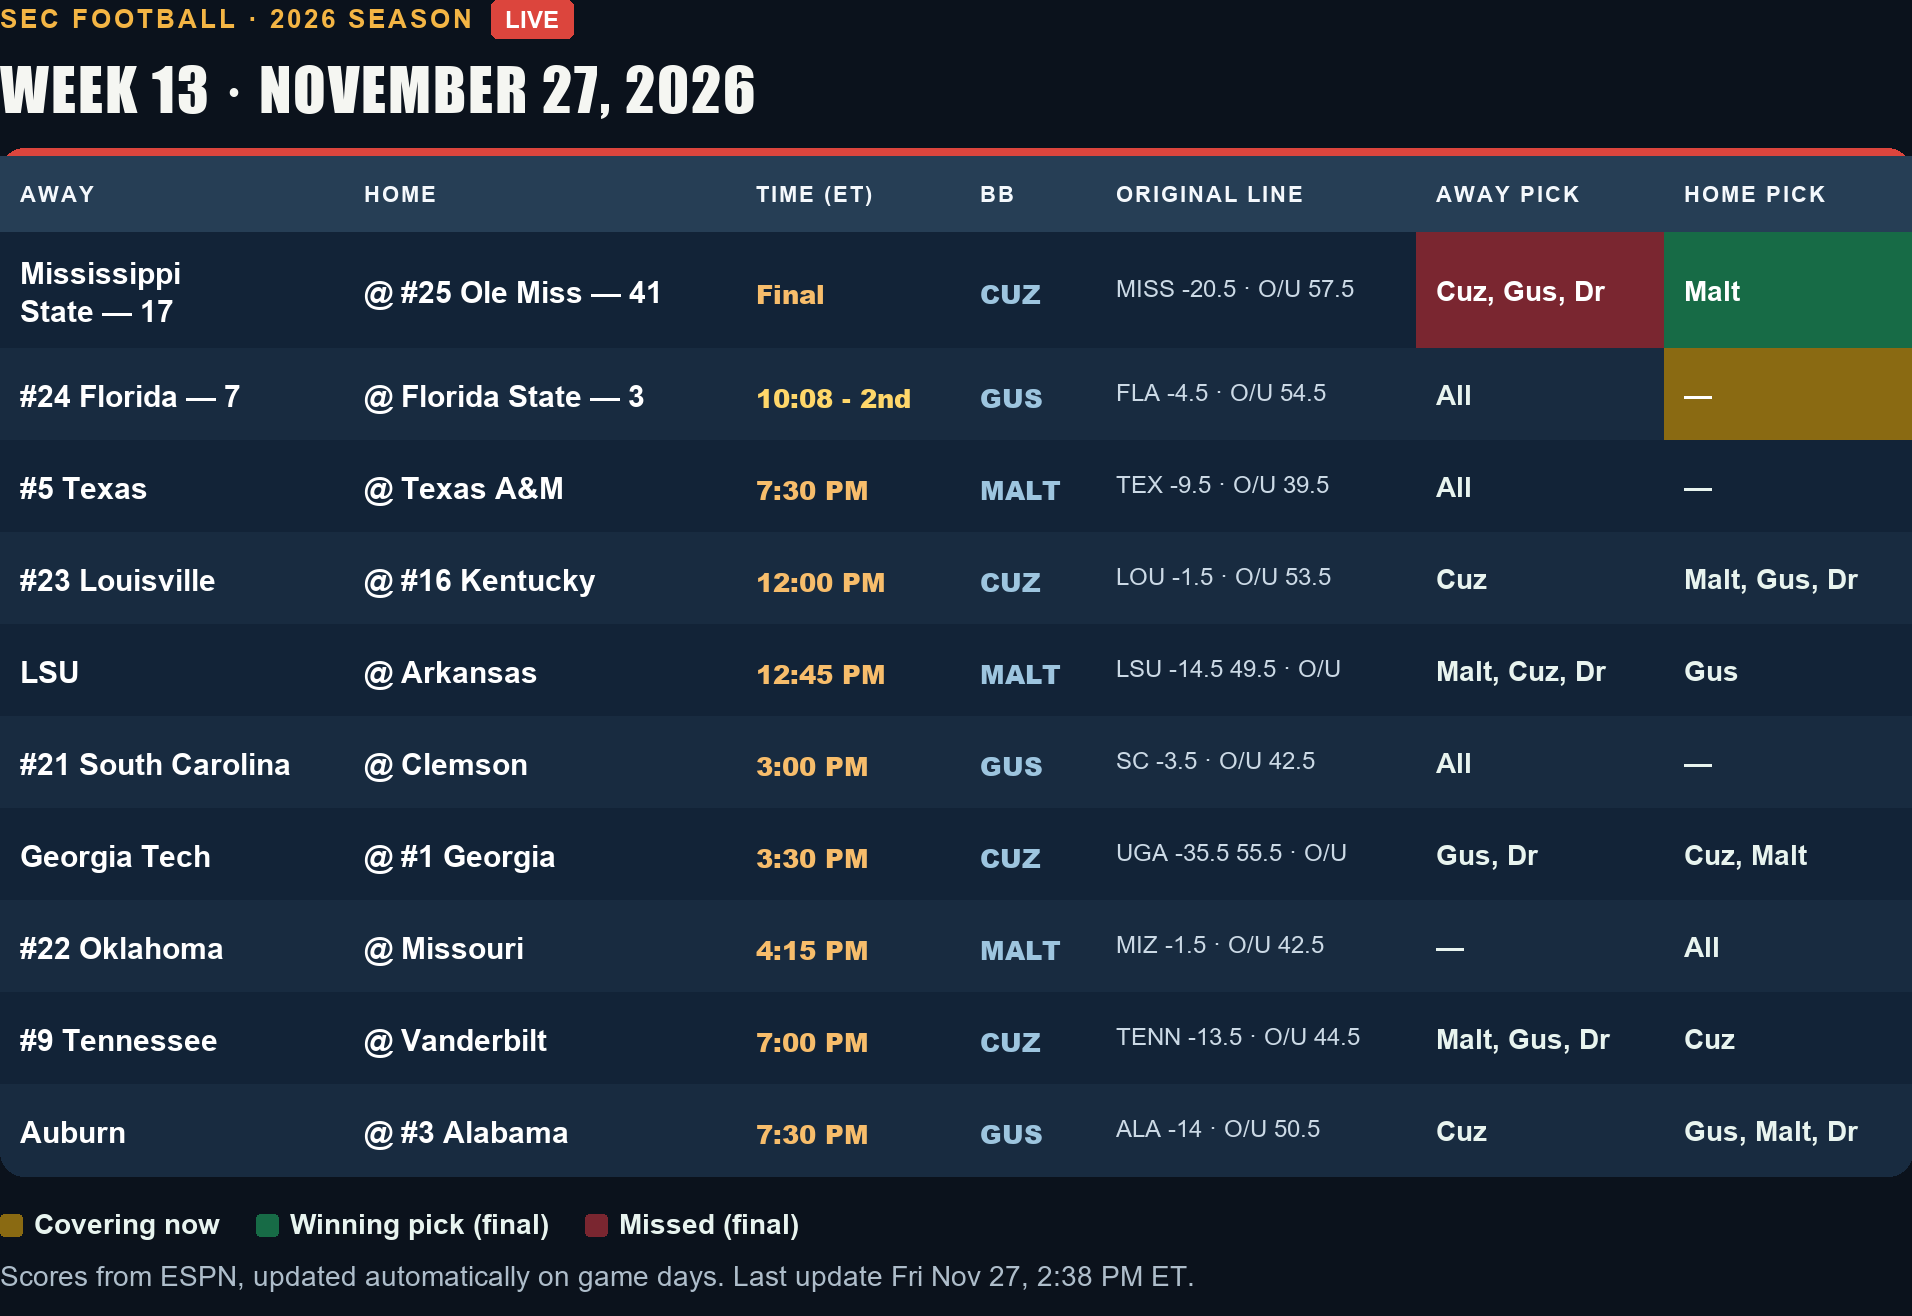 SEC FOOTBALL · 2026 SEASON LIVE
WEEK 13 · NOVEMBER 27, 2026
AWAY HOME TIME (ET) BB ORIGINAL LINE AWAY PICK HOME PICK
Mississippi
State — 17 @ #25 Ole Miss — 41 Final CUZ MISS -20.5 · O/U 57.5 Cuz, Gus, Dr Malt
#24 Florida — 7 @ Florida State — 3 10:08 - 2nd GUS FLA -4.5 · O/U 54.5 All —
#5 Texas @ Texas A&M 7:30 PM MALT TEX -9.5 · O/U 39.5 All —
#23 Louisville @ #16 Kentucky 12:00 PM CUZ LOU -1.5 · O/U 53.5 Cuz Malt, Gus, Dr
LSU @ Arkansas 12:45 PM MALT LSU -14.5 49.5 · O/U Malt, Cuz, Dr Gus
#21 South Carolina @ Clemson 3:00 PM GUS SC -3.5 · O/U 42.5 All —
Georgia Tech @ #1 Georgia 3:30 PM CUZ UGA -35.5 55.5 · O/U Gus, Dr Cuz, Malt
#22 Oklahoma @ Missouri 4:15 PM MALT MIZ -1.5 · O/U 42.5 — All
#9 Tennessee @ Vanderbilt 7:00 PM CUZ TENN -13.5 · O/U 44.5 Malt, Gus, Dr Cuz
Auburn @ #3 Alabama 7:30 PM GUS ALA -14 · O/U 50.5 Cuz Gus, Malt, Dr
Covering now Winning pick (final) Missed (final)
Scores from ESPN, updated automatically on game days. Last update Fri Nov 27, 2:38 PM ET.